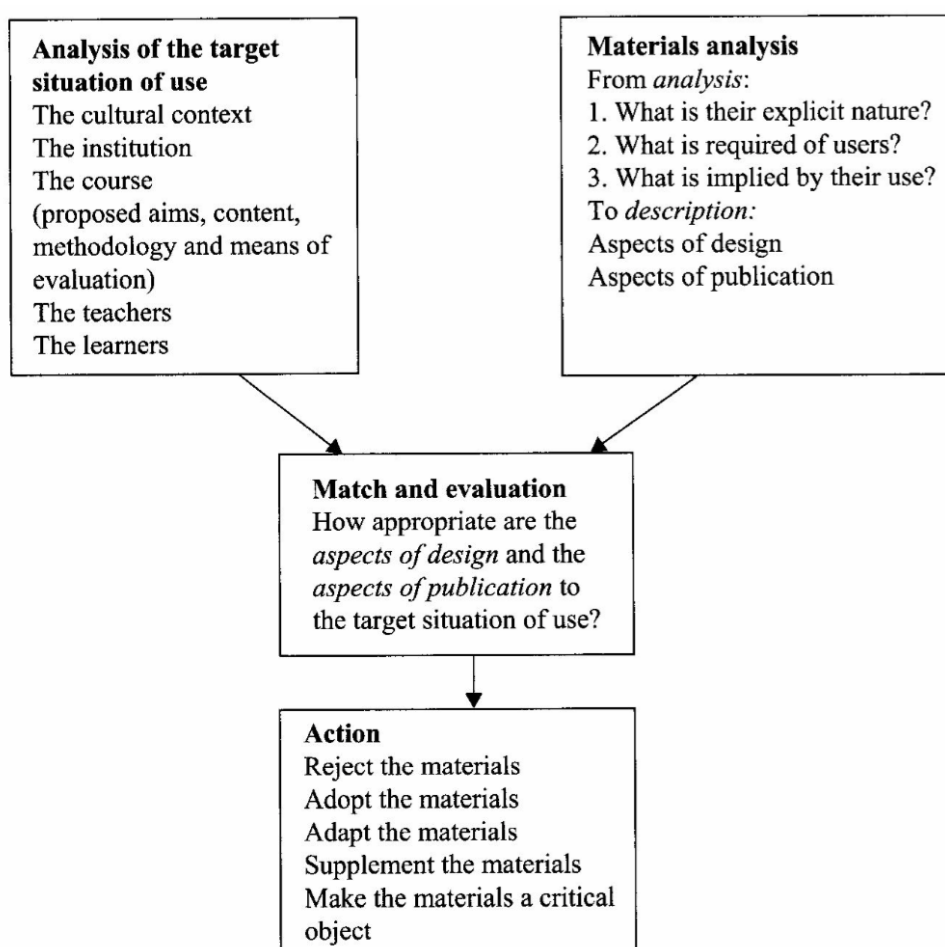 Analysis of the target
situation of use
The cultural context
The institution
The course
(proposed aims, content,
methodology and means of
evaluation)
The teachers
The learners
Materials analysis
From analysis:
1. What is their explicit nature?
2. What is required of users?
3. What is implied by their use?
To description:
Aspects of design
Aspects of publication
Match and evaluation
How appropriate are the
aspects of design and the
aspects of publication to
the target situation of use?
Action
Reject the materials
Adopt the materials
Adapt the materials
Supplement the materials
Make the materials a critical
object